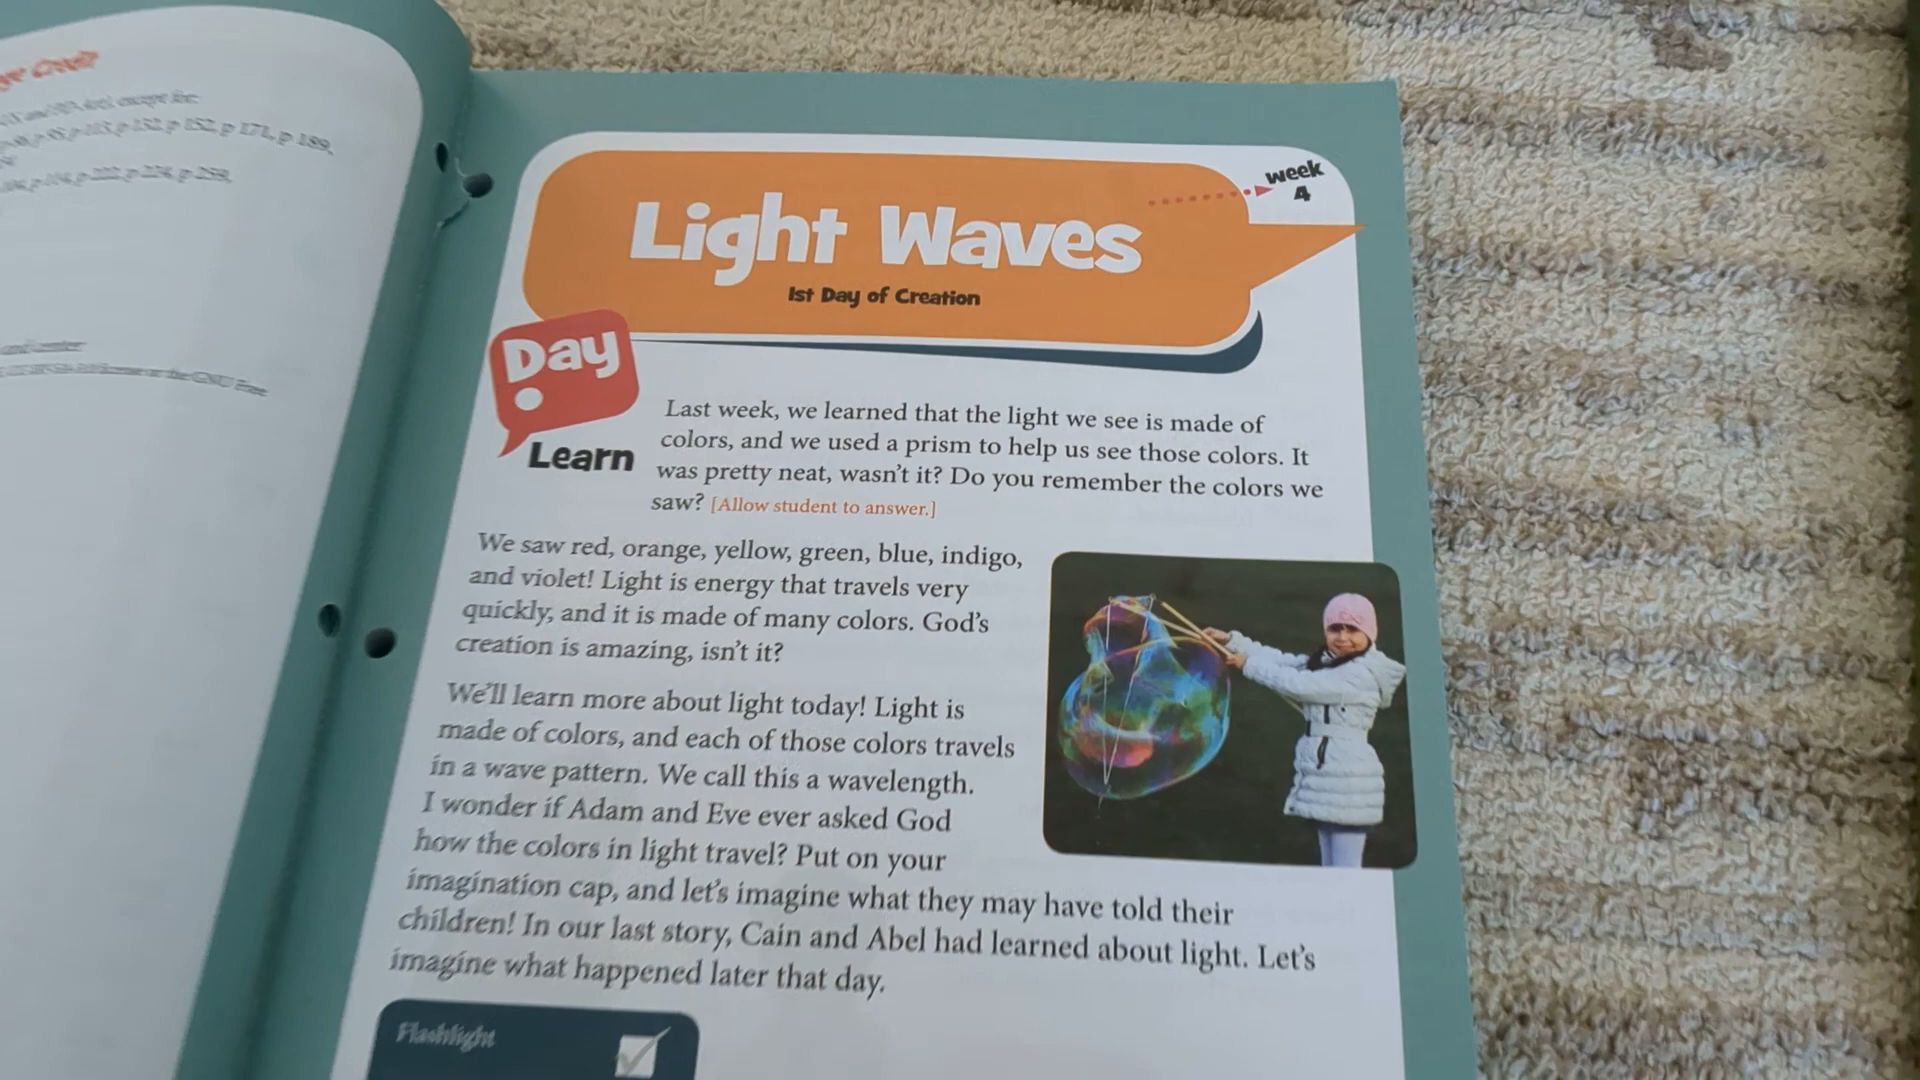 p 132, p 152, p 171, p 189,
p 222, p 224, p 259,
week
4
Light Waves
1st Day of Creation
Day
Learn
Last week, we learned that the light we see is made of
colors, and we used a prism to help us see those colors. It
was pretty neat, wasn't it? Do you remember the colors we
saw? [Allow student to answer.]
We saw red, orange, yellow, green, blue, indigo,
and violet! Light is energy that travels very
quickly, and it is made of many colors. God's
creation is amazing, isn't it?
We'll learn more about light today! Light is
made of colors, and each of those colors travels
in a wave pattern. We call this a wavelength.
I wonder if Adam and Eve ever asked God
how the colors in light travel? Put on your
imagination cap, and let's imagine what they may have told their
children! In our last story, Cain and Abel had learned about light. Let's
imagine what happened later that day.
Flashlight